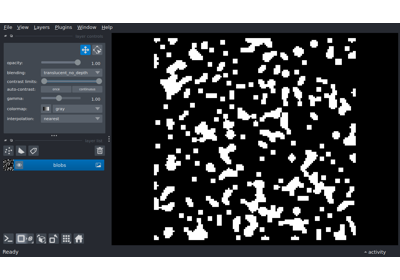 File View Layers Plugins Window Help
opacity: 1.00
blending: translucent_no_depth
contrast limits:
auto-contrast: once continuous
gamma: 1.00
colormap: gray
interpolation: nearest
blobs
Ready activity